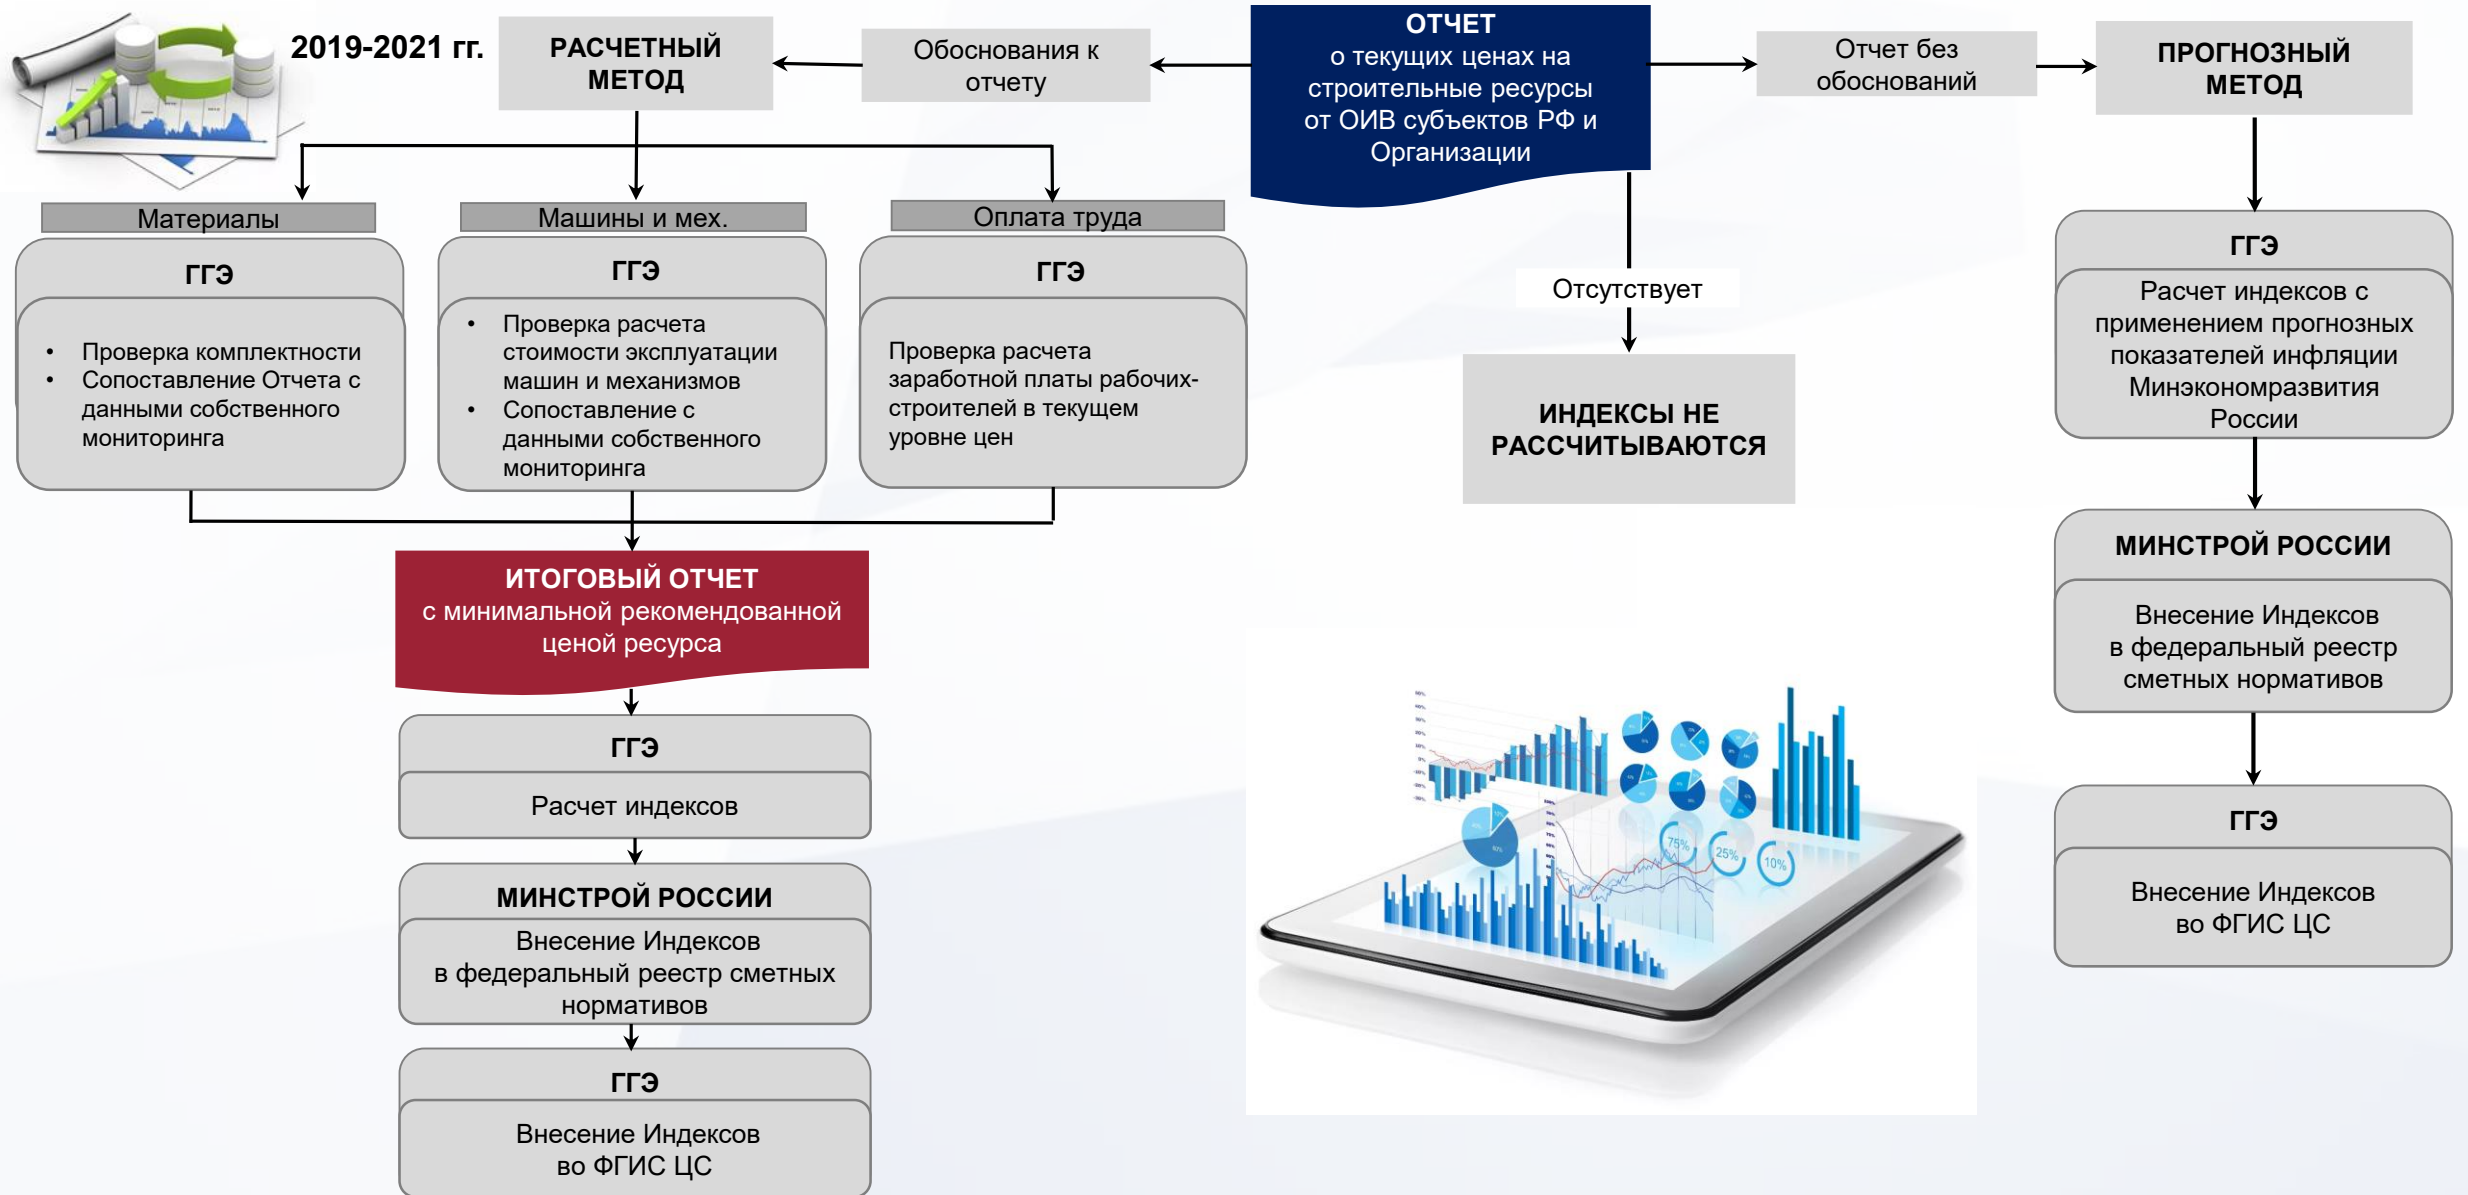 2019-2021 гг.
РАСЧЕТНЫЙ
МЕТОД
Обоснования к
отчету
ОТЧЕТ
о текущих ценах на
строительные ресурсы
от ОИВ субъектов РФ и
Организации
Отчет без
обоснований
ПРОГНОЗНЫЙ
МЕТОД
Материалы
ГГЭ
• Проверка комплектности
• Сопоставление Отчета с
данными собственного
мониторинга
Машины и мех.
ГГЭ
• Проверка расчета
стоимости эксплуатации
машин и механизмов
• Сопоставление с
данными собственного
мониторинга
Оплата труда
ГГЭ
Проверка расчета
заработной платы рабочих-
строителей в текущем
уровне цен
Отсутствует
ИНДЕКСЫ НЕ
РАССЧИТЫВАЮТСЯ
ГГЭ
Расчет индексов с
применением прогнозных
показателей инфляции
Минэкономразвития
России
МИНСТРОЙ РОССИИ
Внесение Индексов
в федеральный реестр
сметных нормативов
ГГЭ
Внесение Индексов
во ФГИС ЦС
ИТОГОВЫЙ ОТЧЕТ
с минимальной рекомендованной
ценой ресурса
ГГЭ
Расчет индексов
МИНСТРОЙ РОССИИ
Внесение Индексов
в федеральный реестр сметных
нормативов
ГГЭ
Внесение Индексов
во ФГИС ЦС
75%
25%
10%